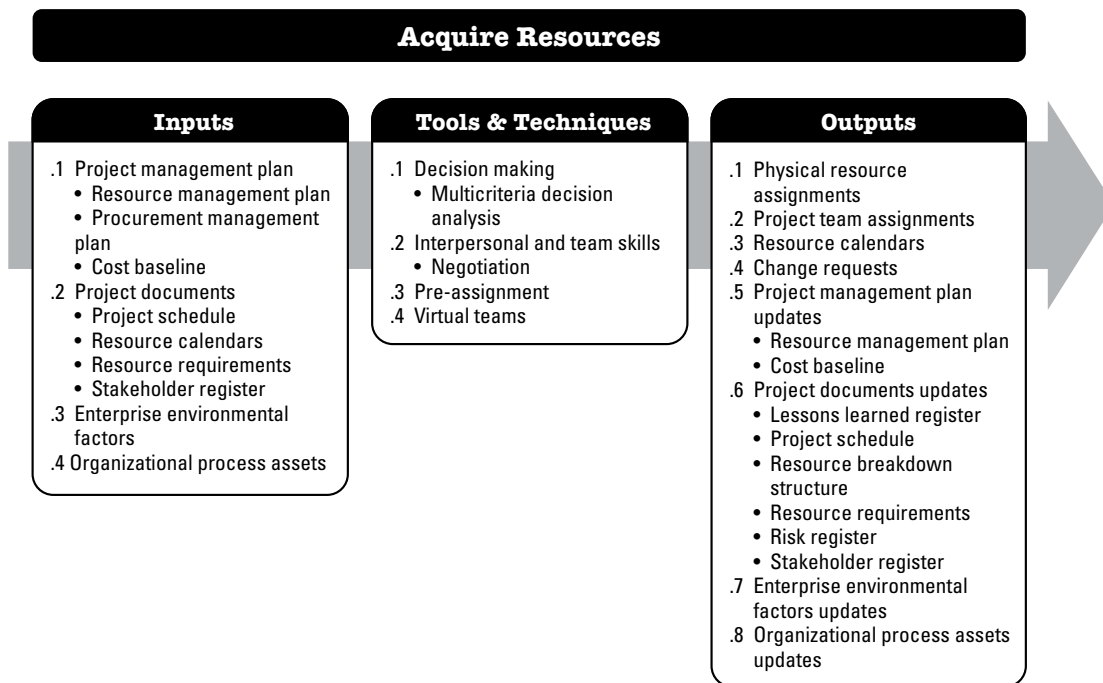 Acquire Resources
Inputs
.1 Project management plan
• Resource management plan
• Procurement management
plan
• Cost baseline
.2 Project documents
• Project schedule
• Resource calendars
• Resource requirements
• Stakeholder register
.3 Enterprise environmental
factors
.4 Organizational process assets
Tools & Techniques
.1 Decision making
• Multicriteria decision
analysis
.2 Interpersonal and team skills
• Negotiation
.3 Pre-assignment
.4 Virtual teams
Outputs
.1 Physical resource
assignments
.2 Project team assignments
.3 Resource calendars
.4 Change requests
.5 Project management plan
updates
• Resource management plan
• Cost baseline
.6 Project documents updates
• Lessons learned register
• Project schedule
• Resource breakdown
structure
• Resource requirements
• Risk register
• Stakeholder register
.7 Enterprise environmental
factors updates
.8 Organizational process assets
updates